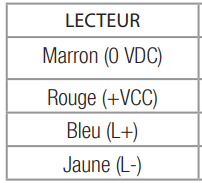 LECTEUR
Marron (0 VDC)
Rouge (+VCC)
Bleu (L+)
Jaune (L-)